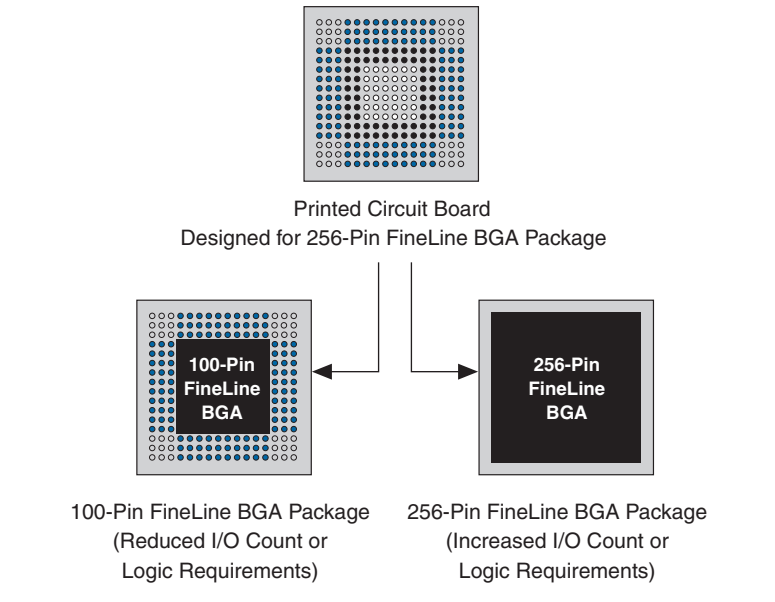 Printed Circuit Board
Designed for 256-Pin FineLine BGA Package
100-Pin
FineLine
BGA
256-Pin
FineLine
BGA
100-Pin FineLine BGA Package
(Reduced I/O Count or
Logic Requirements)
256-Pin FineLine BGA Package
(Increased I/O Count or
Logic Requirements)